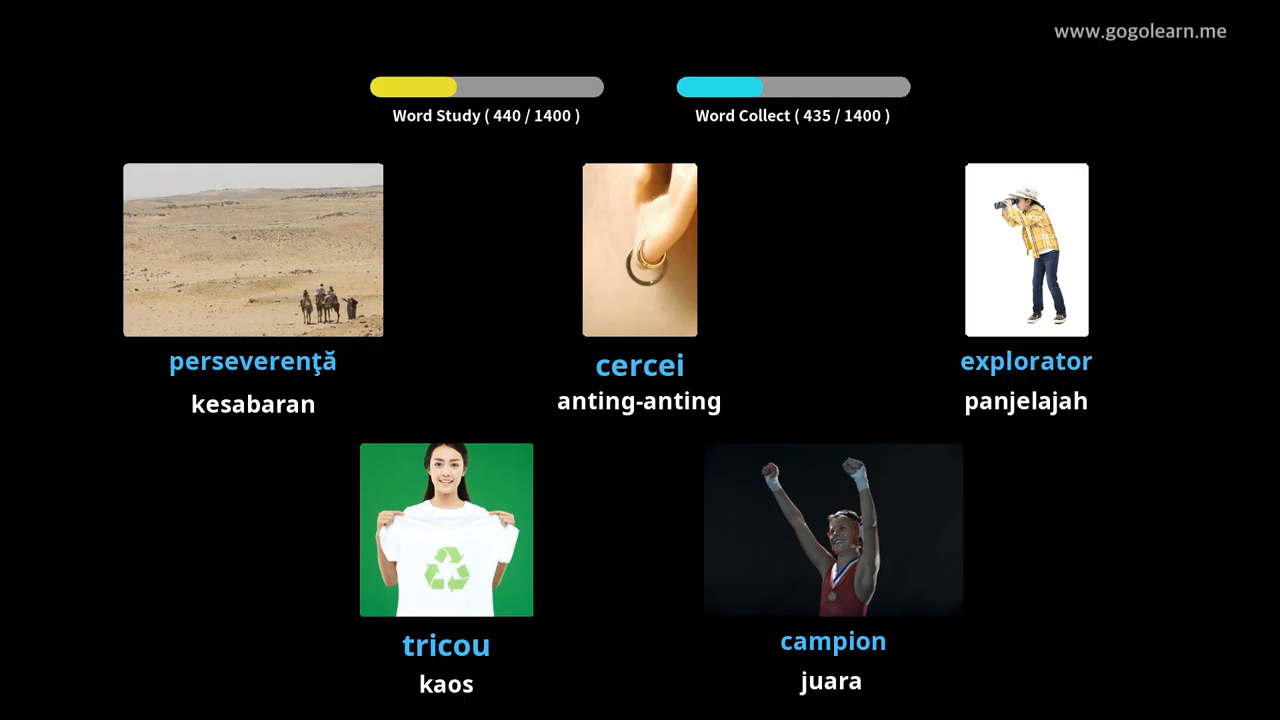 www.gogolearn.me
Word Study ( 440 / 1400 )
Word Collect ( 435 / 1400 )
perseverenţă
kesabaran
cercei
anting-anting
explorator
panjelajah
tricou
kaos
campion
juara